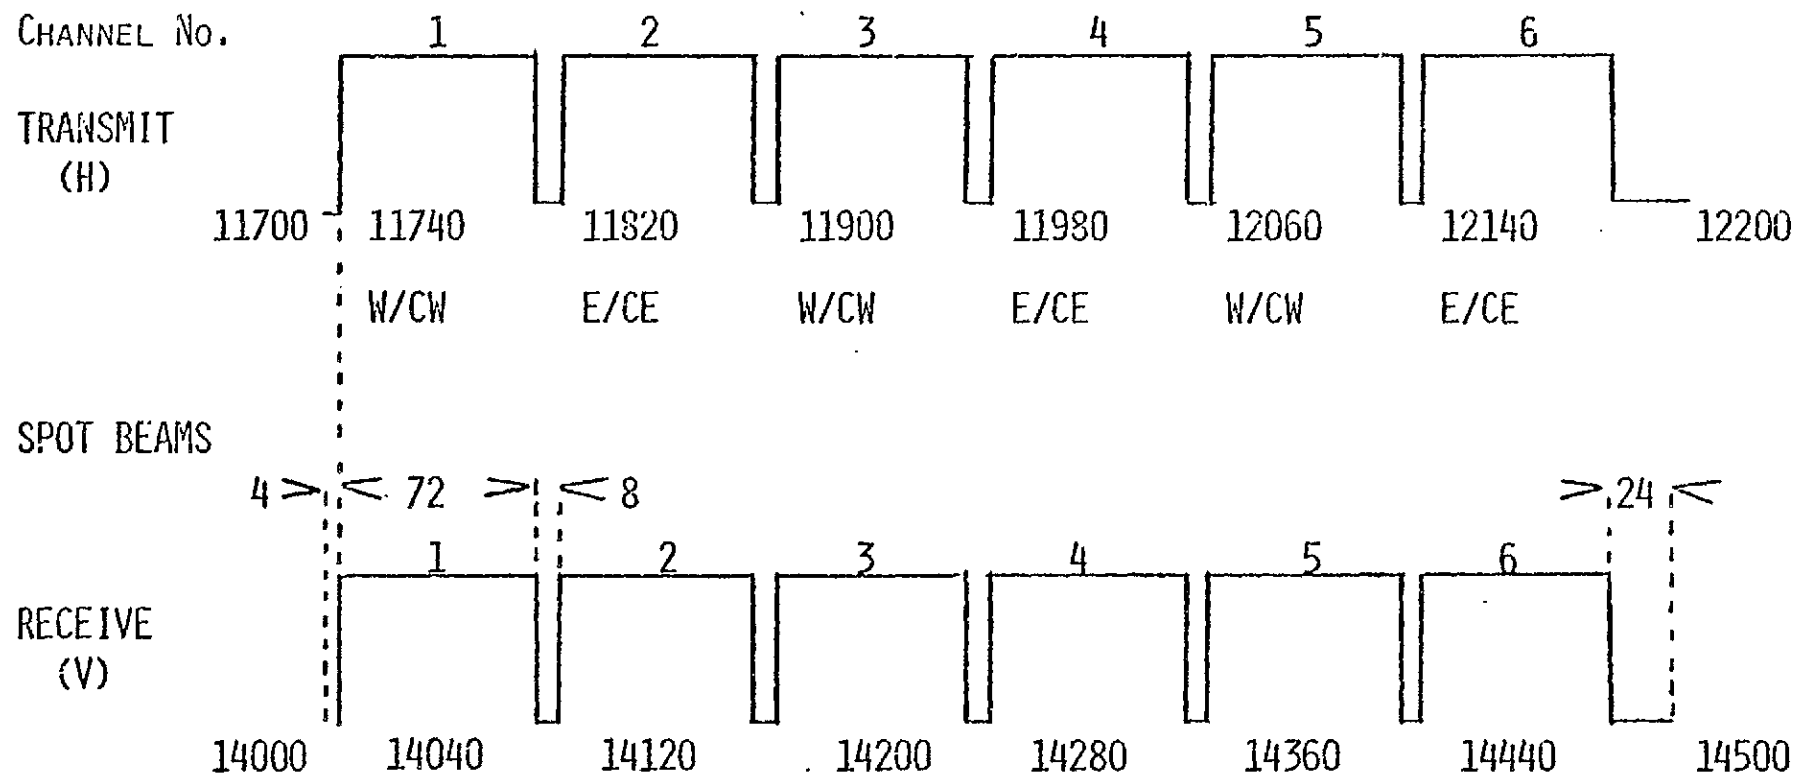 CHANNEL No. 1 2 3 4 5 6
TRANSMIT
(H)
11700 11740 11820 11900 11980 12060 12140 12200
W/CW E/CE W/CW E/CE W/CW E/CE
SPOT BEAMS
4 > < 72 > < 8 > 24 <
1 2 3 4 5 6
RECEIVE
(V)
14000 14040 14120 14200 14280 14360 14440 14500